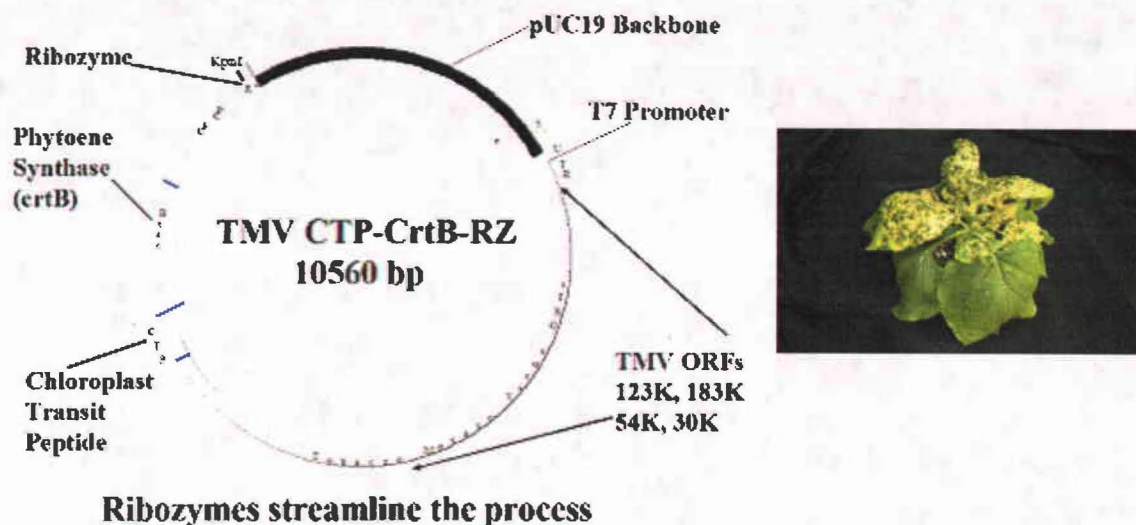 pUC19 Backbone
Ribozyme
KpnI
T7 Promoter
Phytoene
Synthase
(crtB)
TMV CTP-CrtB-RZ
10560 bp
TMV ORFs
123K, 183K
54K, 30K
Chloroplast
Transit
Peptide
Ribozymes streamline the process